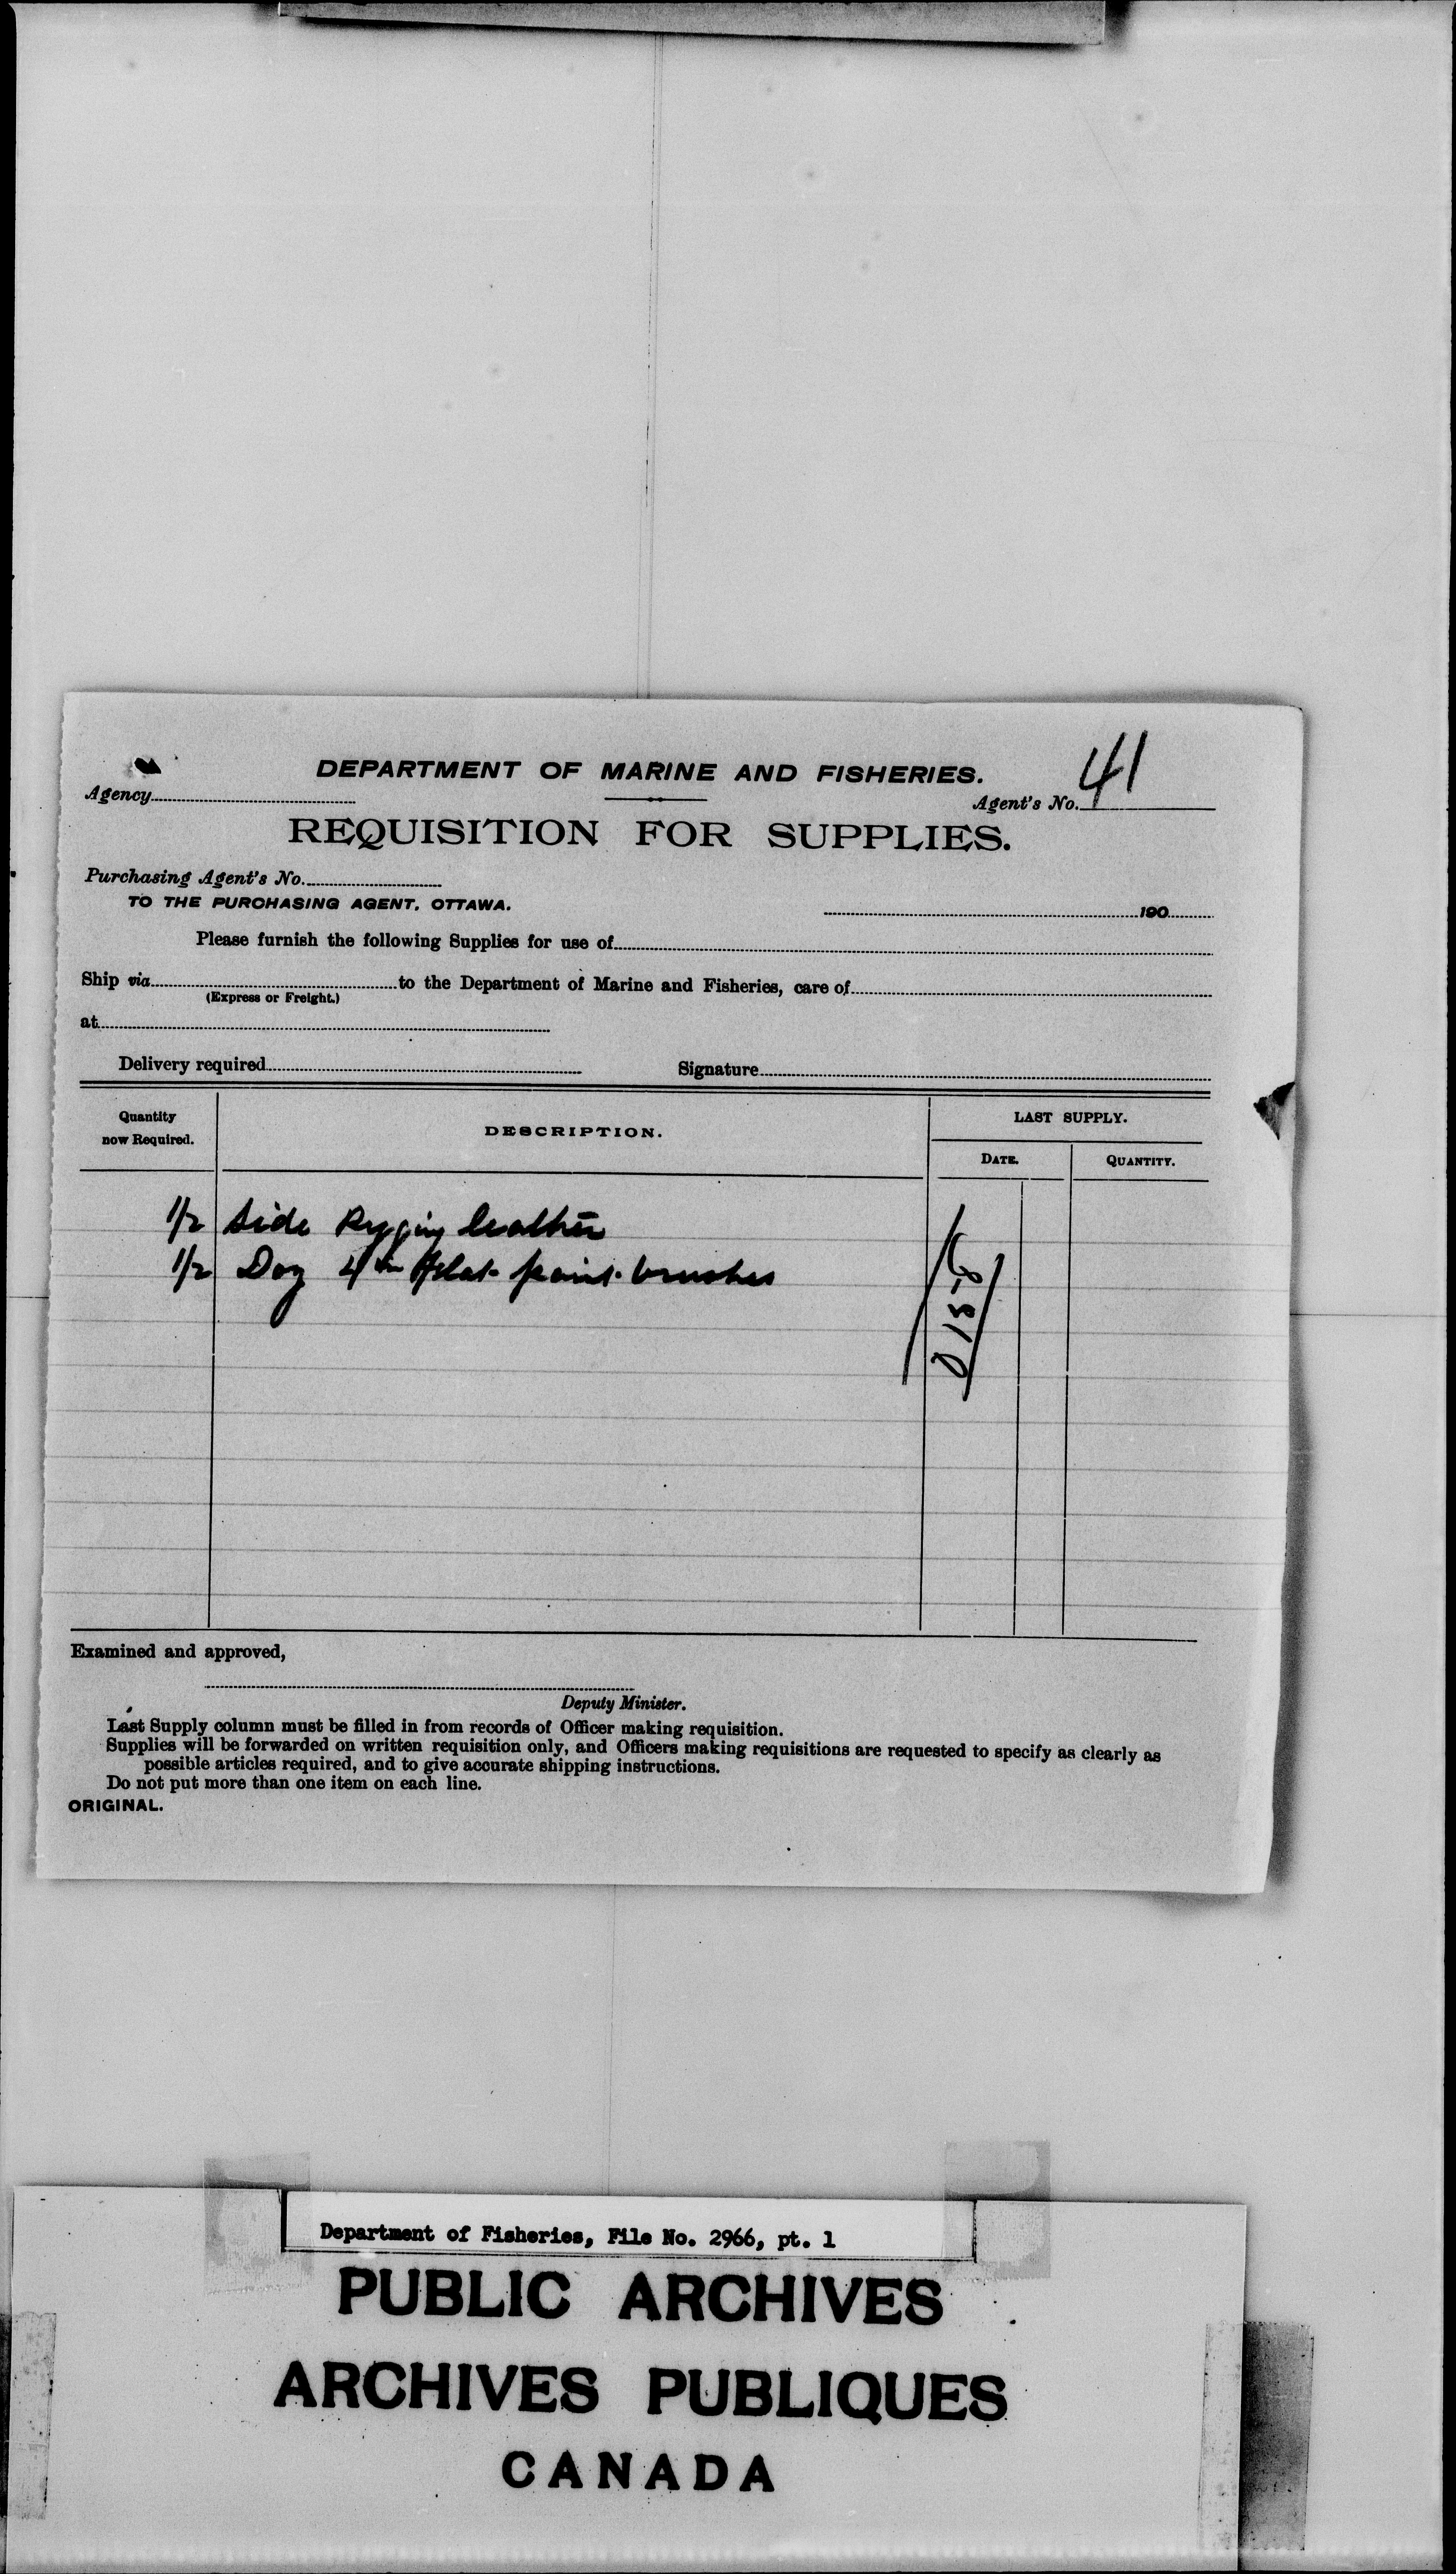 DEPARTMENT OF MARINE AND FISHERIES.
Agency
Agent's No. 41
REQUISITION FOR SUPPLIES.
Purchasing Agent's No.
TO THE PURCHASING AGENT, OTTAWA.
190
Please furnish the following Supplies for use of
Ship via to the Department of Marine and Fisheries, care of
(Express or Freight.)
at
Delivery required Signature
Quantity now Required. DESCRIPTION. LAST SUPPLY.
DATE. QUANTITY.
1/2 Side leather
1/2 Doz 4 in flat paint brushes
Examined and approved,
Deputy Minister.
Last Supply column must be filled in from records of Officer making requisition.
Supplies will be forwarded on written requisition only, and Officers making requisitions are requested to specify as clearly as
possible articles required, and to give accurate shipping instructions.
Do not put more than one item on each line.
ORIGINAL.
Department of Fisheries, File No. 2966, pt. 1
PUBLIC ARCHIVES
ARCHIVES PUBLIQUES
CANADA